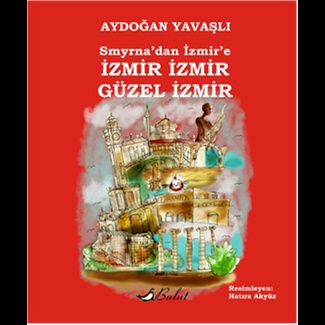 AYDOĞAN YAVAŞLI
Smyrna'dan İzmir'e
İZMİR İZMİR
GÜZEL İZMİR
Bulut
Resimleyen:
Hatıra Akyüz